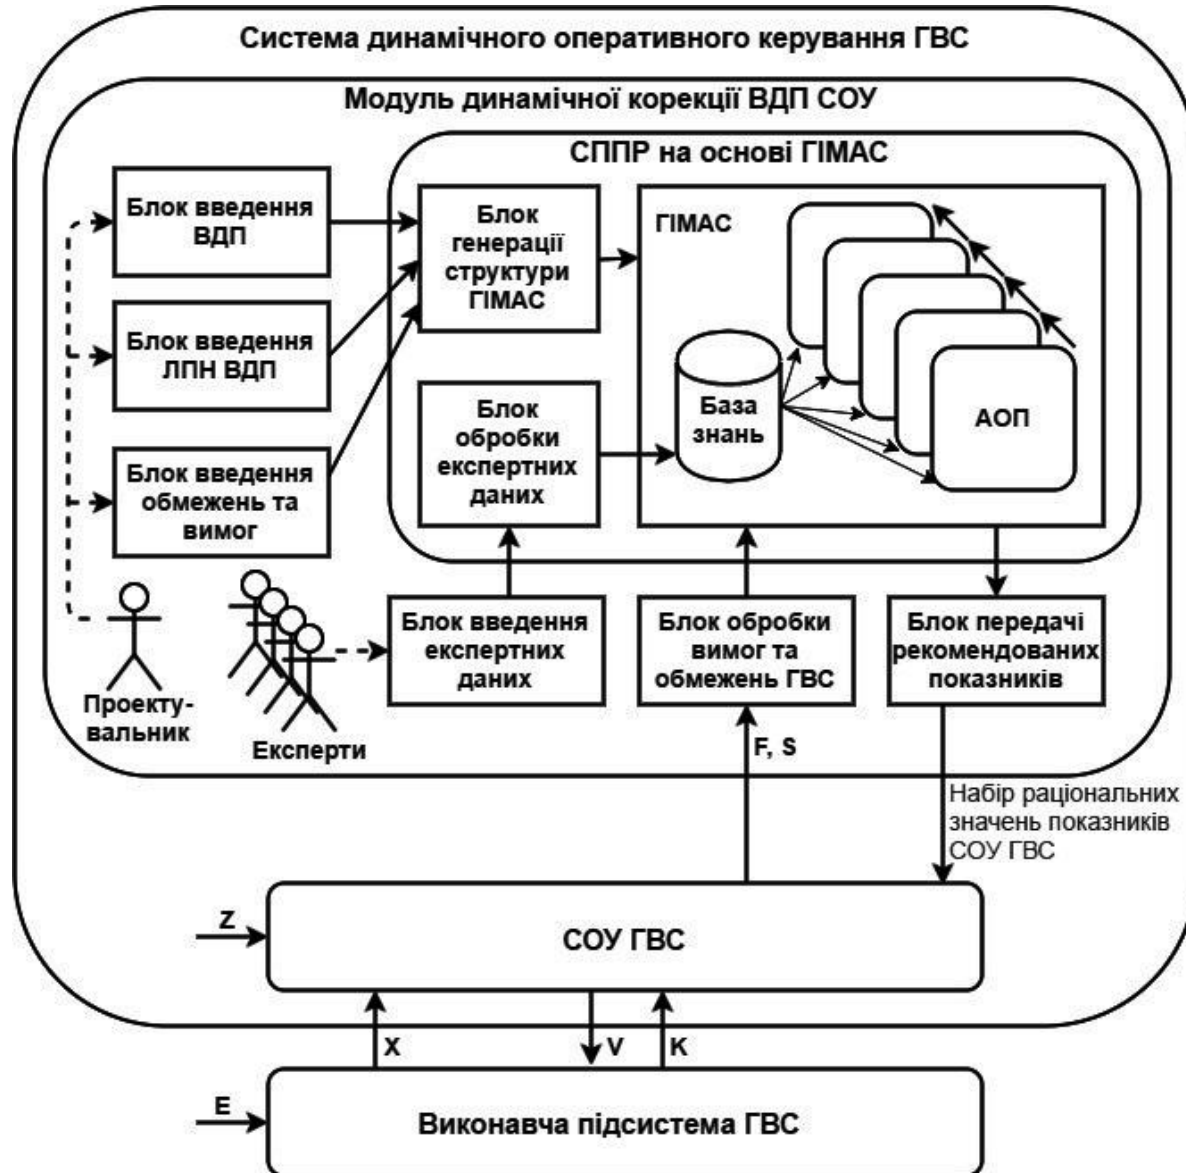 Система динамічного оперативного керування ГВС
Модуль динамічної корекції ВДП СОУ
СППР на основі ГІМАС
Блок введення
ВДП
Блок
генерації
структури
ГІМАС
ГІМАС
Блок введення
ЛПН ВДП
Блок
обробки
експертних
даних
База
знань
АОП
Блок введення
обмежень та
вимог
Блок введення
експертних
даних
Блок обробки
вимог та
обмежень ГВС
Блок передачі
рекомендованих
показників
Проекту-
вальник
Експерти
F, S
Набір раціональних
значень показників
СОУ ГВС
Z
СОУ ГВС
X
V
K
E
Виконавча підсистема ГВС